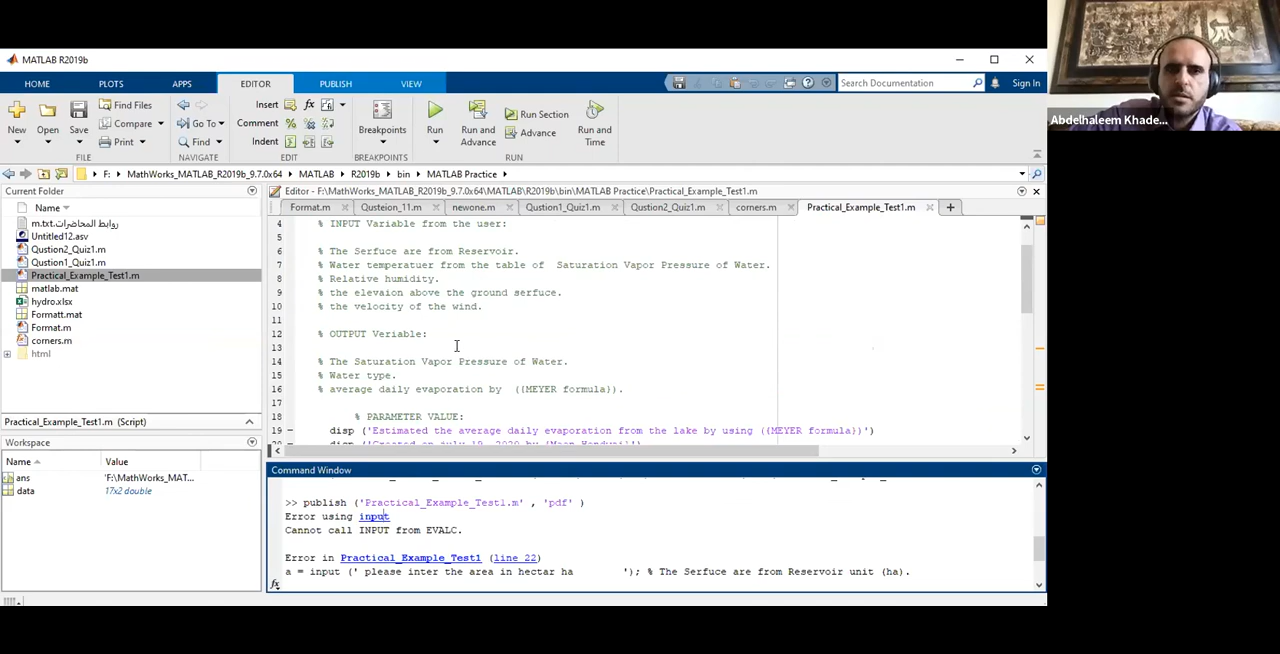 MATLAB R2019b
HOME PLOTS APPS EDITOR PUBLISH VIEW Search Documentation Sign In
New Open Save Find Files Compare Print Go To Find Insert Comment Indent fx Breakpoints Run Run and Advance Run Section Advance Run and Time
FILE NAVIGATE EDIT BREAKPOINTS RUN
F: MathWorks_MATLAB_R2019b_9.7.0x64 MATLAB R2019b bin MATLAB Practice
Current Folder
Name
روابط المحاضرات.txt.m
Untitled12.asv
Qustion2_Quiz1.m
Qustion1_Quiz1.m
Practical_Example_Test1.m
matlab.mat
hydro.xlsx
Formatt.mat
Format.m
corners.m
html
Practical_Example_Test1.m (Script)
Workspace
Name Value
ans 'F:\MathWorks_MAT...
data 17x2 double
Editor - F:\MathWorks_MATLAB_R2019b_9.7.0x64\MATLAB\R2019b\bin\MATLAB Practice\Practical_Example_Test1.m
Format.m Qusteion_11.m newone.m Qustion1_Quiz1.m Qustion2_Quiz1.m corners.m Practical_Example_Test1.m
4 % INPUT Variable from the user:
5
6 % The Serfuce are from Reservoir.
7 % Water temperatuer from the table of Saturation Vapor Pressure of Water.
8 % Relative humidity.
9 % the elevaion above the ground serfuce.
10 % the velocity of the wind.
11
12 % OUTPUT Veriable:
13
14 % The Saturation Vapor Pressure of Water.
15 % Water type.
16 % average daily evaporation by ((MEYER formula)).
17
18 % PARAMETER VALUE:
19 disp ('Estimated the average daily evaporation from the lake by using ((MEYER formula))')
Command Window
>> publish ('Practical_Example_Test1.m' , 'pdf' )
Error using input
Cannot call INPUT from EVALC.
Error in Practical_Example_Test1 (line 22)
a = input (' please inter the area in hectar ha '); % The Serfuce are from Reservoir unit (ha).
fx
Abdelhaleem Khade...